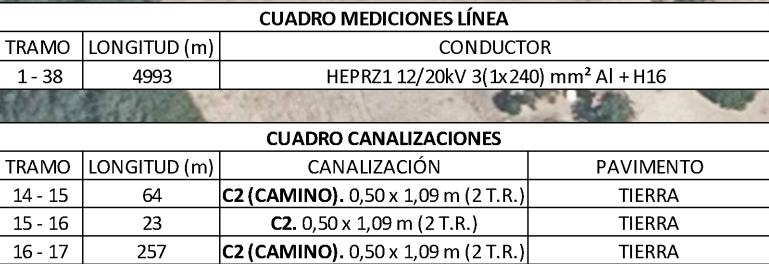 CUADRO MEDICIONES LÍNEA
TRAMO LONGITUD (m) CONDUCTOR
1 - 38 4993 HEPRZ1 12/20kV 3(1x240) mm² Al + H16
CUADRO CANALIZACIONES
TRAMO LONGITUD (m) CANALIZACIÓN PAVIMENTO
14 - 15 64 C2 (CAMINO). 0,50 x 1,09 m (2 T.R.) TIERRA
15 - 16 23 C2. 0,50 x 1,09 m (2 T.R.) TIERRA
16 - 17 257 C2 (CAMINO). 0,50 x 1,09 m (2 T.R.) TIERRA